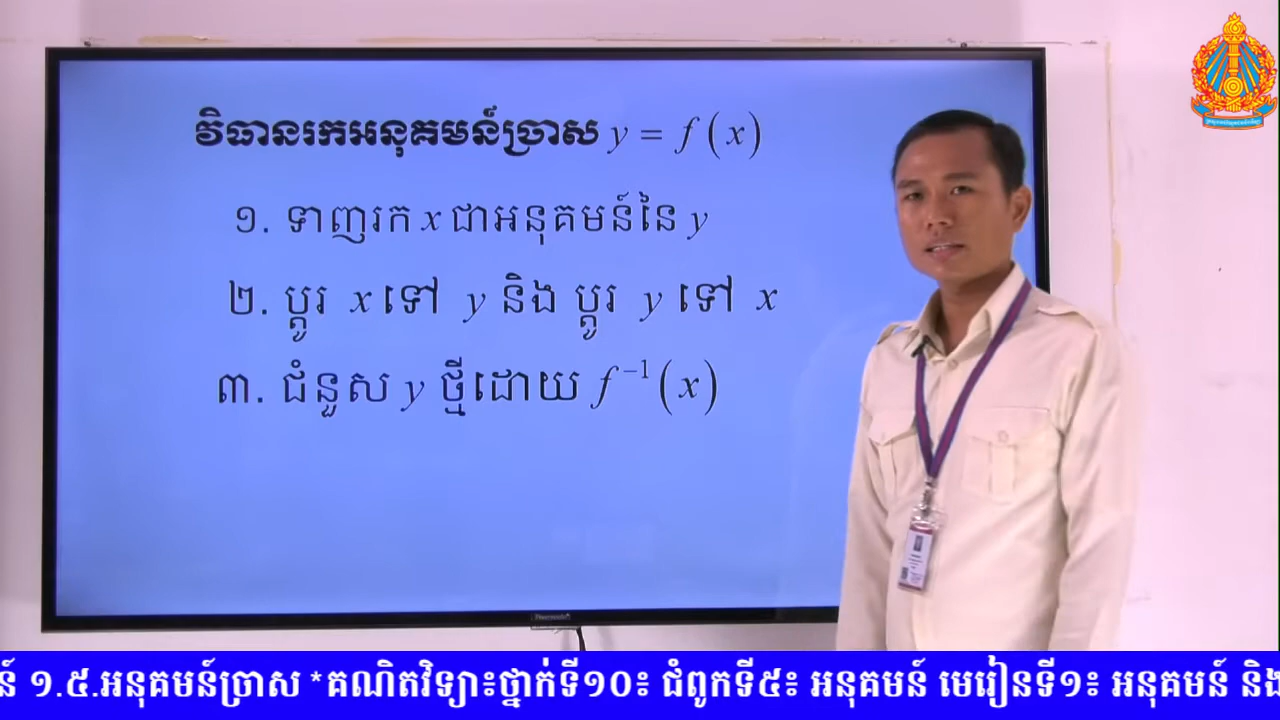 វិធានរកអនុគមន៍ច្រាស y = f (x)
១. ទាញរក x ជាអនុគមន៍នៃ y
២. ប្តូរ x ទៅ y និង ប្តូរ y ទៅ x
៣. ជំនួស y ថ្មីដោយ f⁻¹(x)
ន៍ ១.៥.អនុគមន៍ច្រាស *គណិតវិទ្យា៖ថ្នាក់ទី១០៖ ជំពូកទី៥៖ អនុគមន៍ មេរៀនទី១៖ អនុគមន៍ និង